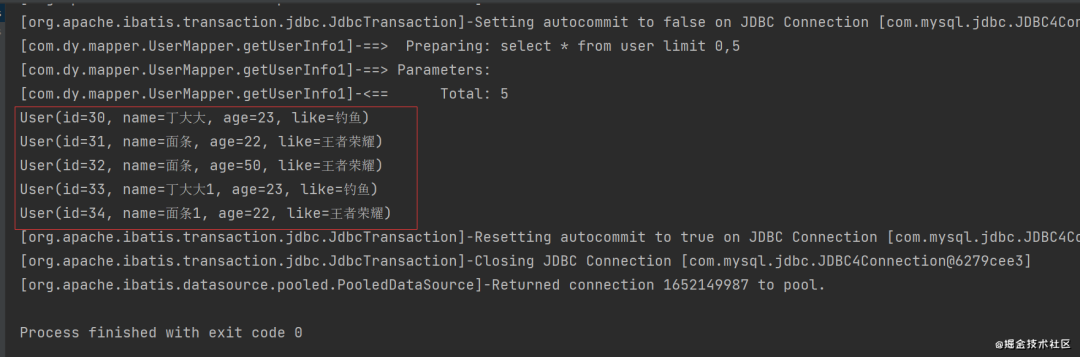 [org.apache.ibatis.transaction.jdbc.JdbcTransaction]-Setting autocommit to false on JDBC Connection [com.mysql.jdbc.JDBC4Con
[com.dy.mapper.UserMapper.getUserInfo1]-==>  Preparing: select * from user limit 0,5
[com.dy.mapper.UserMapper.getUserInfo1]-==> Parameters:
[com.dy.mapper.UserMapper.getUserInfo1]-<==      Total: 5
User(id=30, name=丁大大, age=23, like=钓鱼)
User(id=31, name=面条, age=22, like=王者荣耀)
User(id=32, name=面条, age=50, like=王者荣耀)
User(id=33, name=丁大大1, age=23, like=钓鱼)
User(id=34, name=面条1, age=22, like=王者荣耀)
[org.apache.ibatis.transaction.jdbc.JdbcTransaction]-Resetting autocommit to true on JDBC Connection [com.mysql.jdbc.JDBC4Co
[org.apache.ibatis.transaction.jdbc.JdbcTransaction]-Closing JDBC Connection [com.mysql.jdbc.JDBC4Connection@6279cee3]
[org.apache.ibatis.datasource.pooled.PooledDataSource]-Returned connection 1652149987 to pool.
Process finished with exit code 0
@掘金技术社区